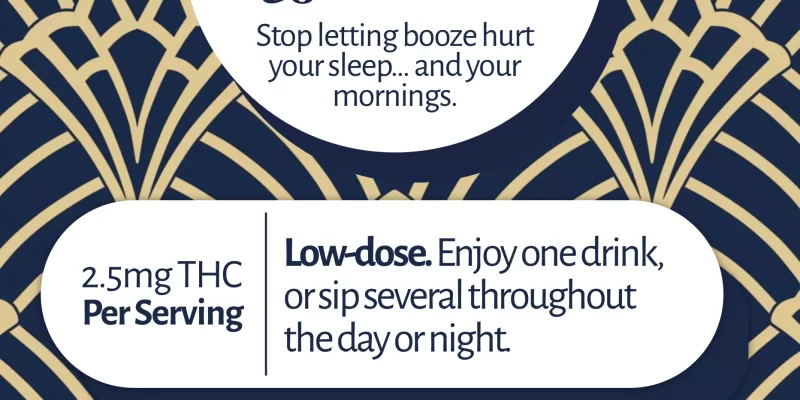 Stop letting booze hurt
your sleep... and your
mornings.
2.5mg THC
Per Serving
Low-dose. Enjoy one drink,
or sip several throughout
the day or night.